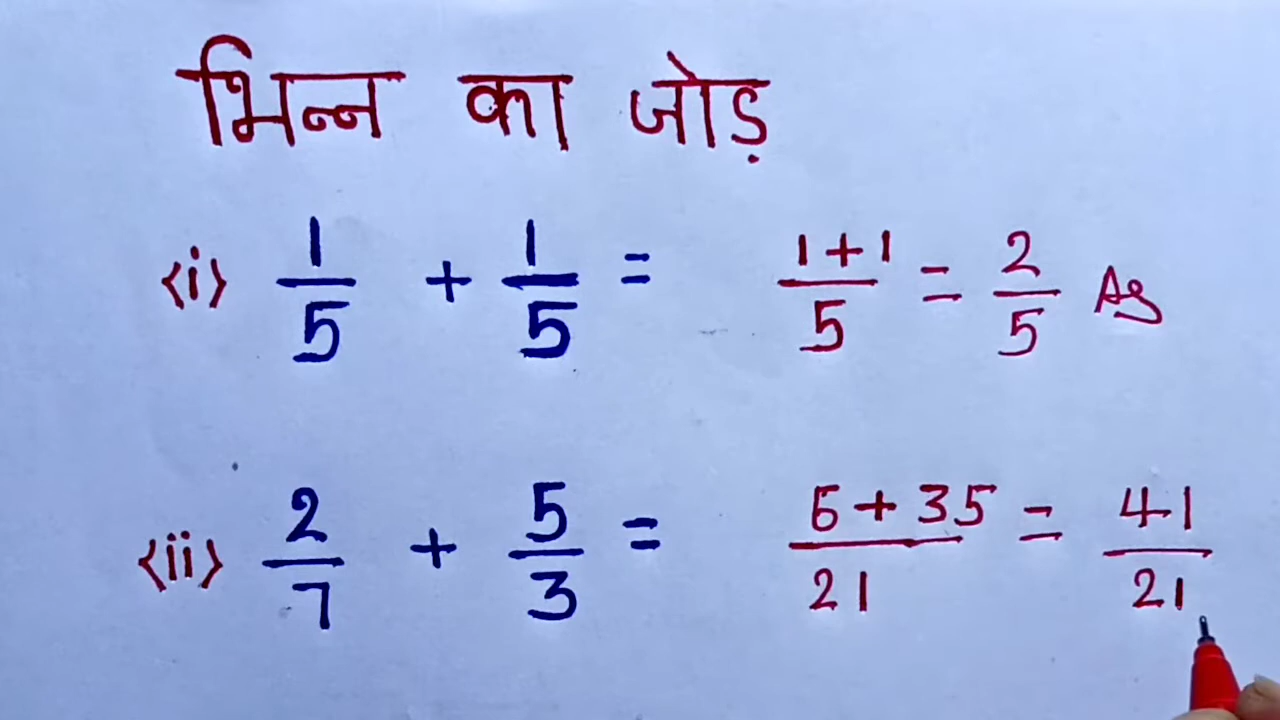 भिन्न का जोड़
<i> 1/5 + 1/5 = 1+1/5 = 2/5 As
<ii> 2/7 + 5/3 = 6+35/21 = 41/21